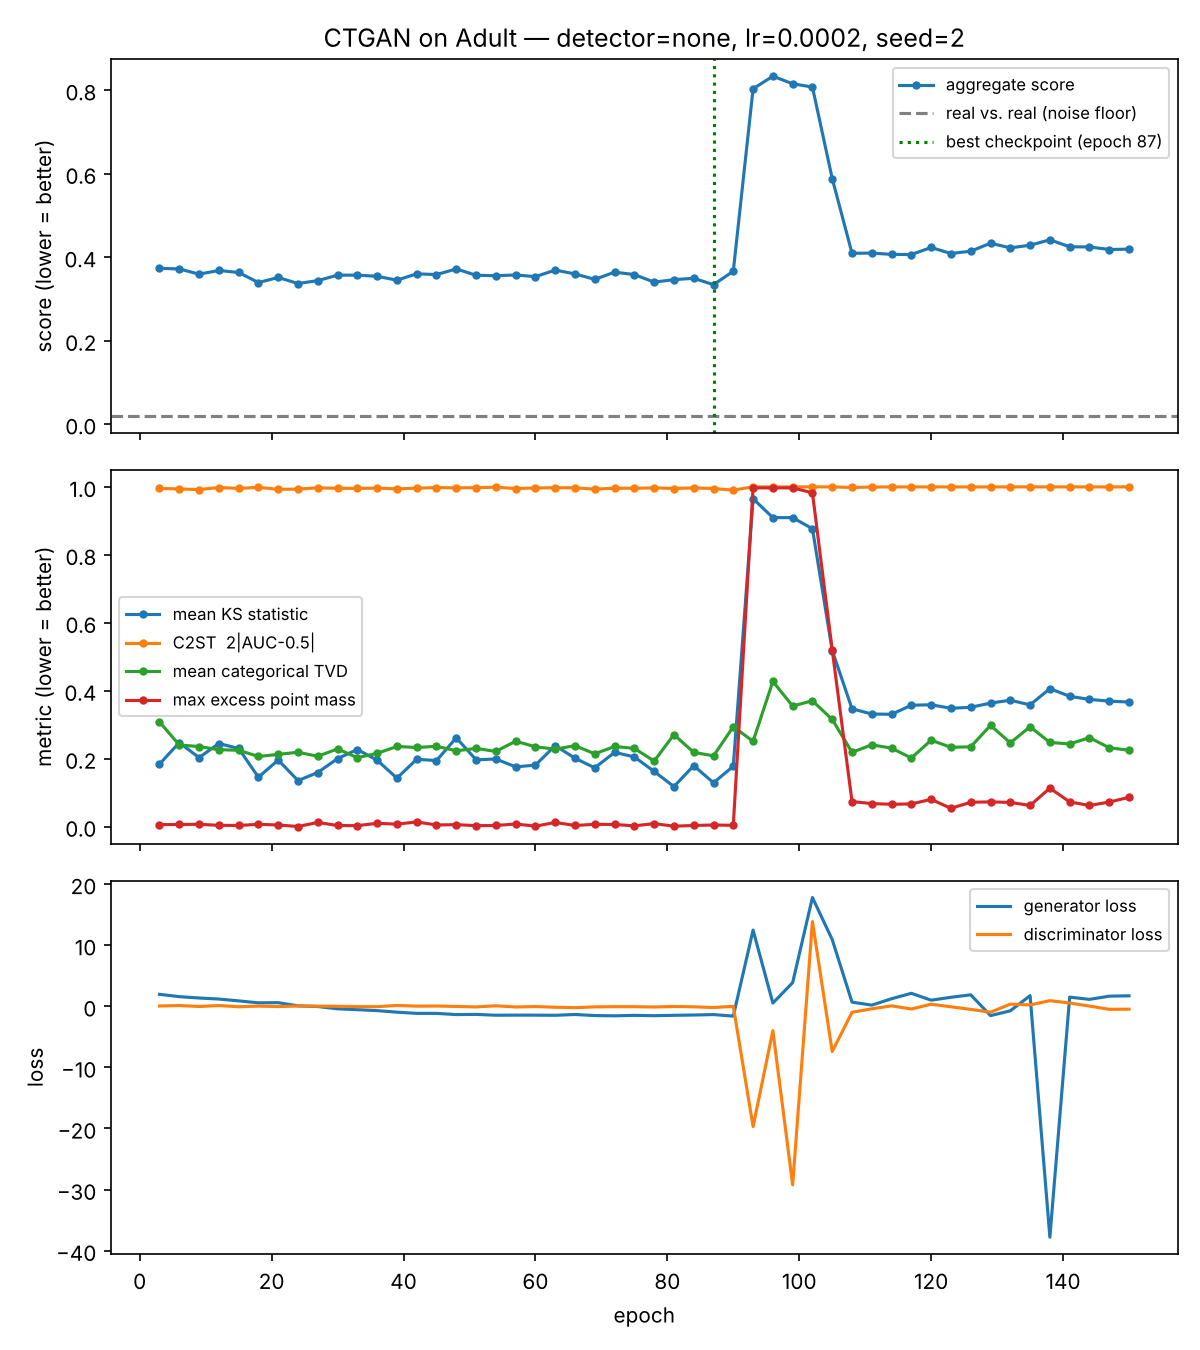 CTGAN on Adult — detector=none, lr=0.0002, seed=2
score (lower = better)
0.8
0.6
0.4
0.2
0.0
aggregate score
real vs. real (noise floor)
best checkpoint (epoch 87)
metric (lower = better)
1.0
0.8
0.6
0.4
0.2
0.0
mean KS statistic
C2ST  2|AUC-0.5|
mean categorical TVD
max excess point mass
loss
20
10
0
−10
−20
−30
−40
generator loss
discriminator loss
0 20 40 60 80 100 120 140
epoch